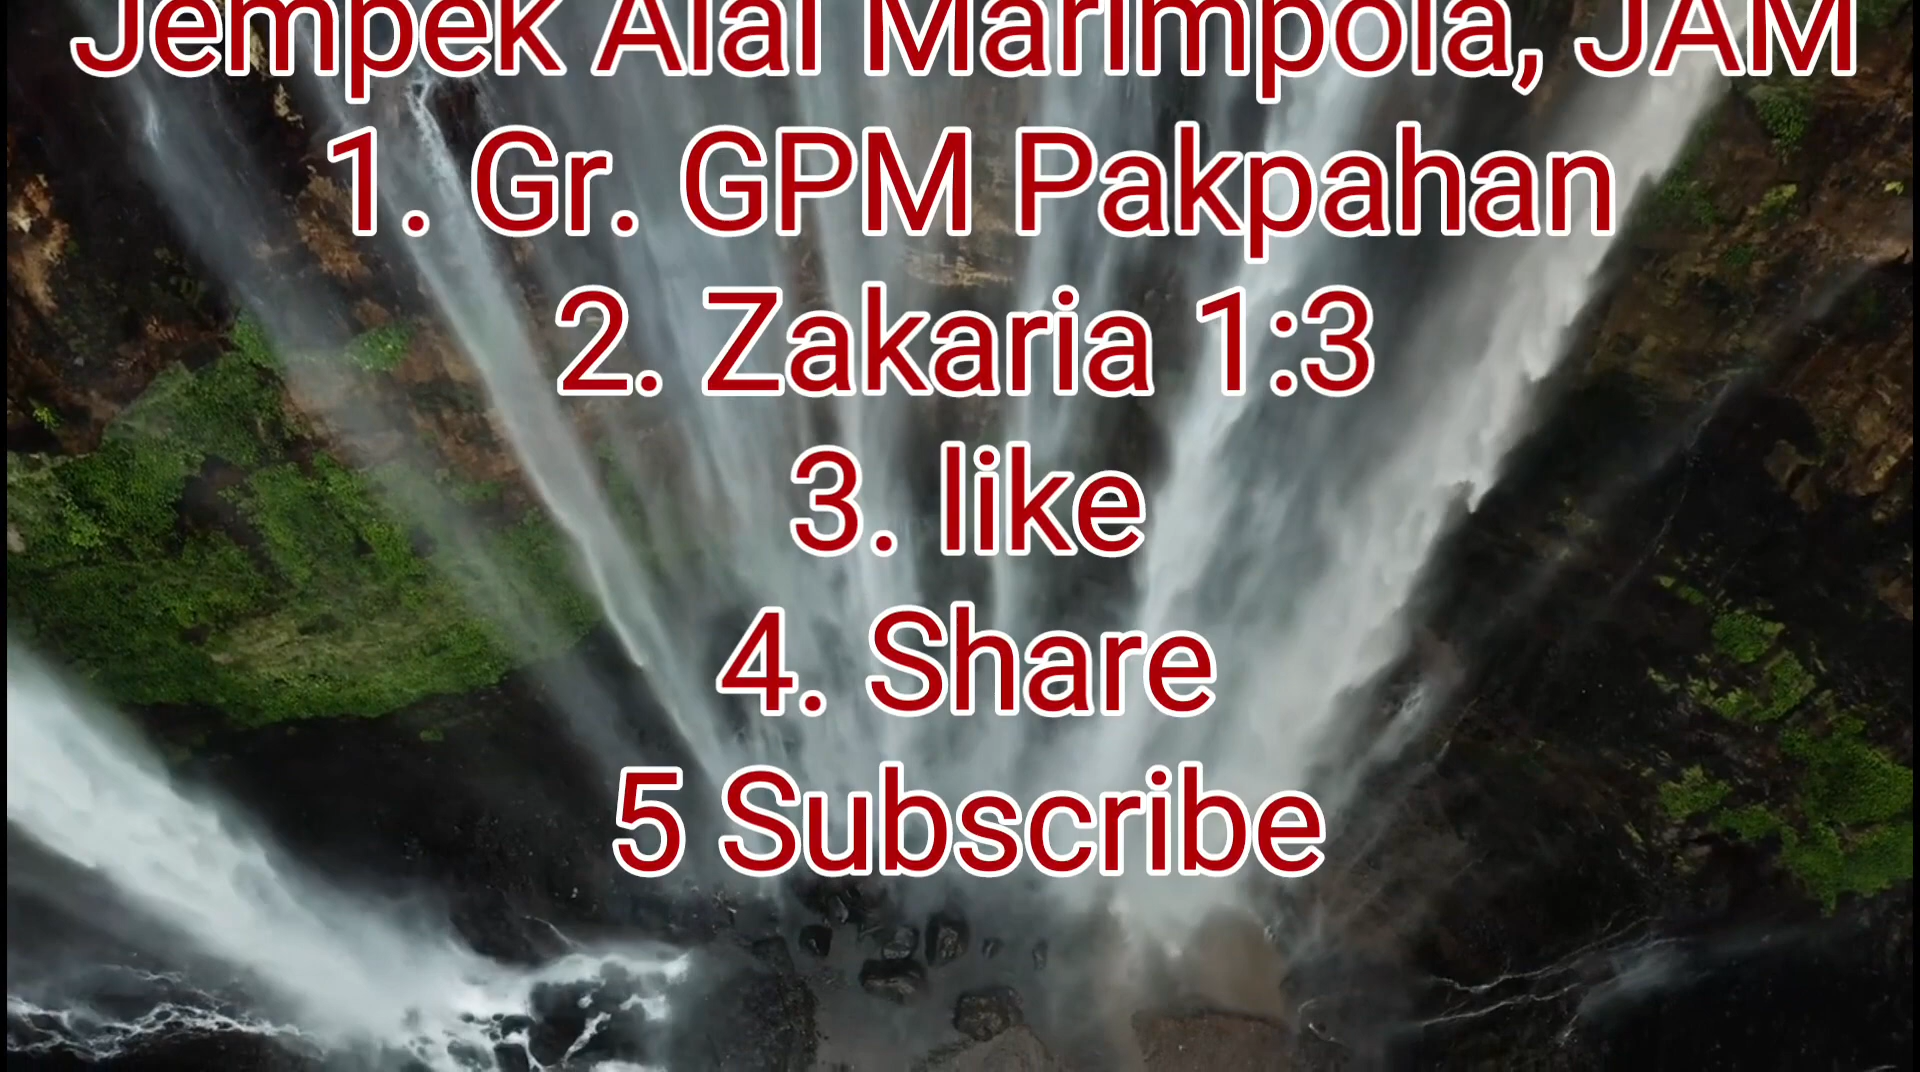 Jempek Alai Marimpola, JAM
1. Gr. GPM Pakpahan
2. Zakaria 1:3
3. like
4. Share
5 Subscribe